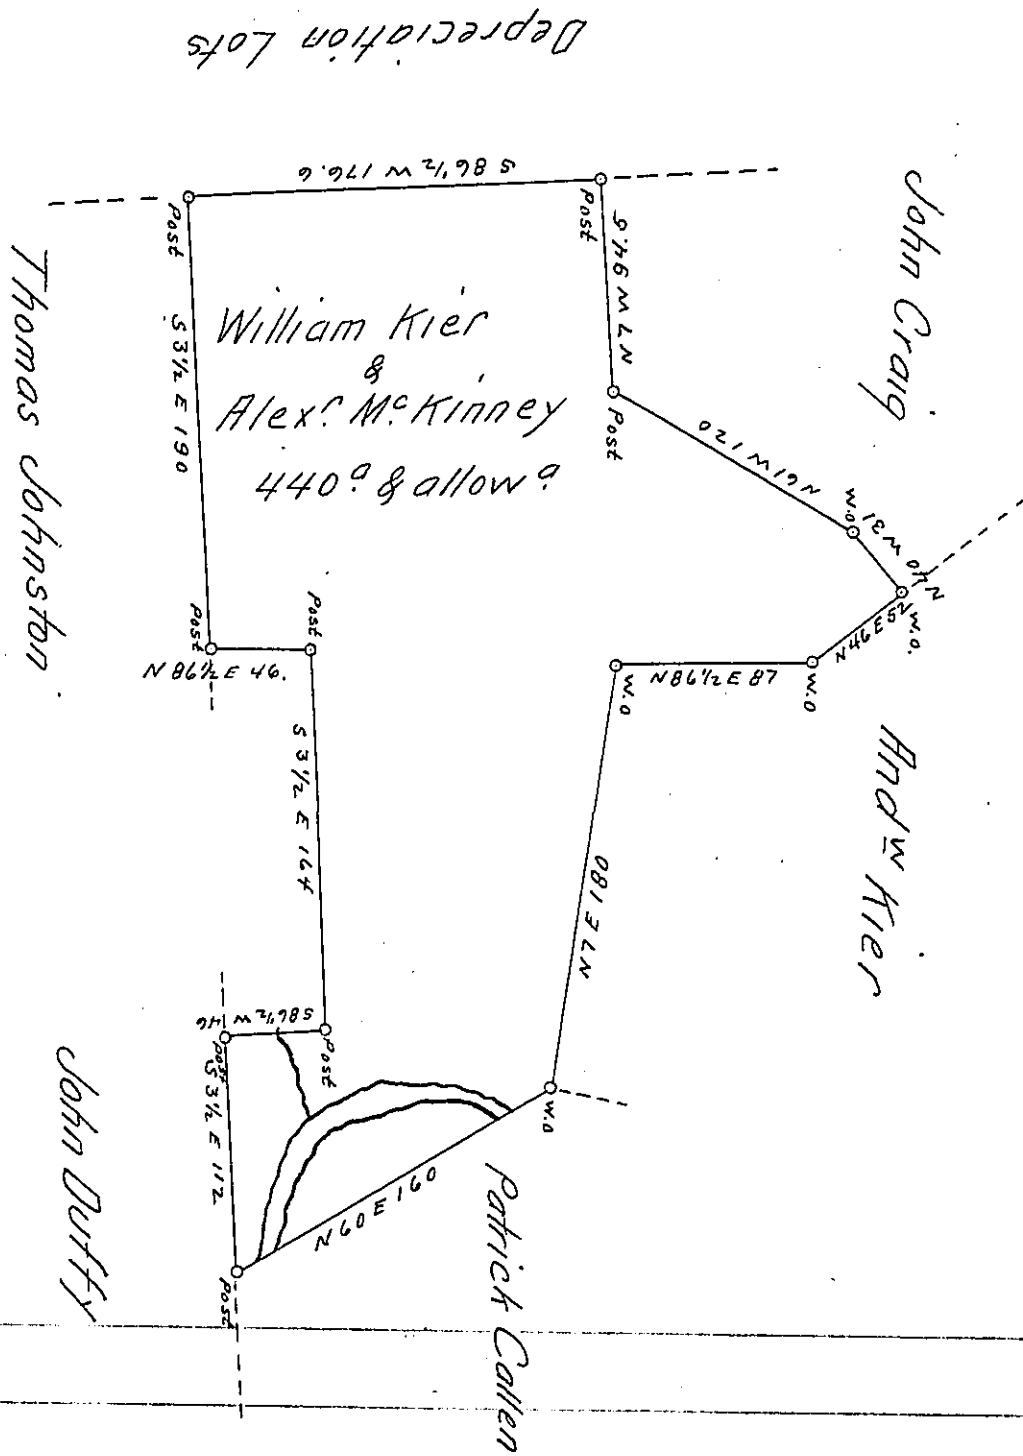 Depreciation Lots
S 86½ W 176.6
Post
Post
N 7 W 94.5
John Craig
William Kier
&
Alexr. McKinney
440a. & allowa.
Post
N 61 W 120
W.O
N 40 W 31
W.O.
N 49 E 52
W.O
N 86½ E 87
W.O
Thomas Johnston
S 3½ E 190
Post
N 86½ E 46.
Post
S 3½ E 164
Andw Kier
N 7 E 180
Post
S 86½ W
46
Post
S 3½ E 112
W.O
N 60 E 160
Post
John Duffy
Patrick Callen